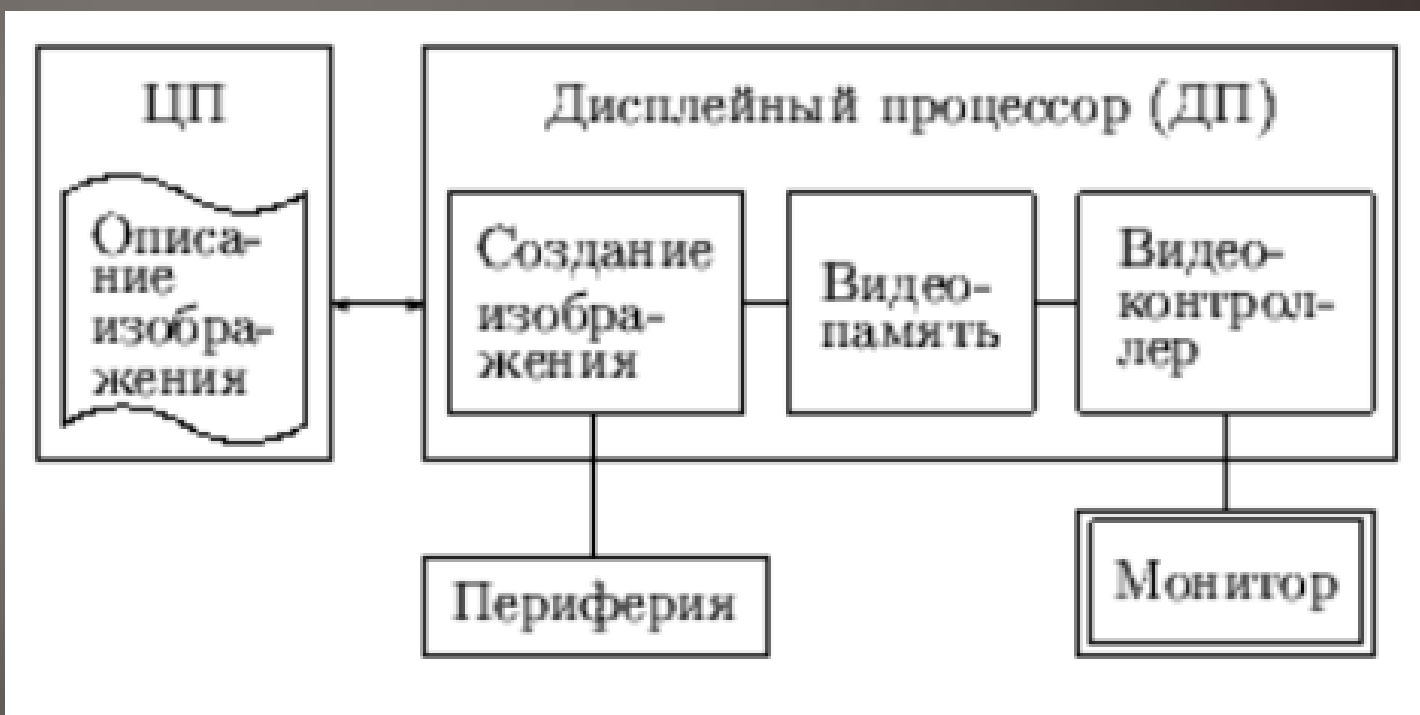 ЦП
Описа-
ние
изобра-
жения
Дисплейный процессор (ДП)
Создание
изобра-
жения
Видео-
память
Видео-
контрол-
лер
Периферия
Монитор